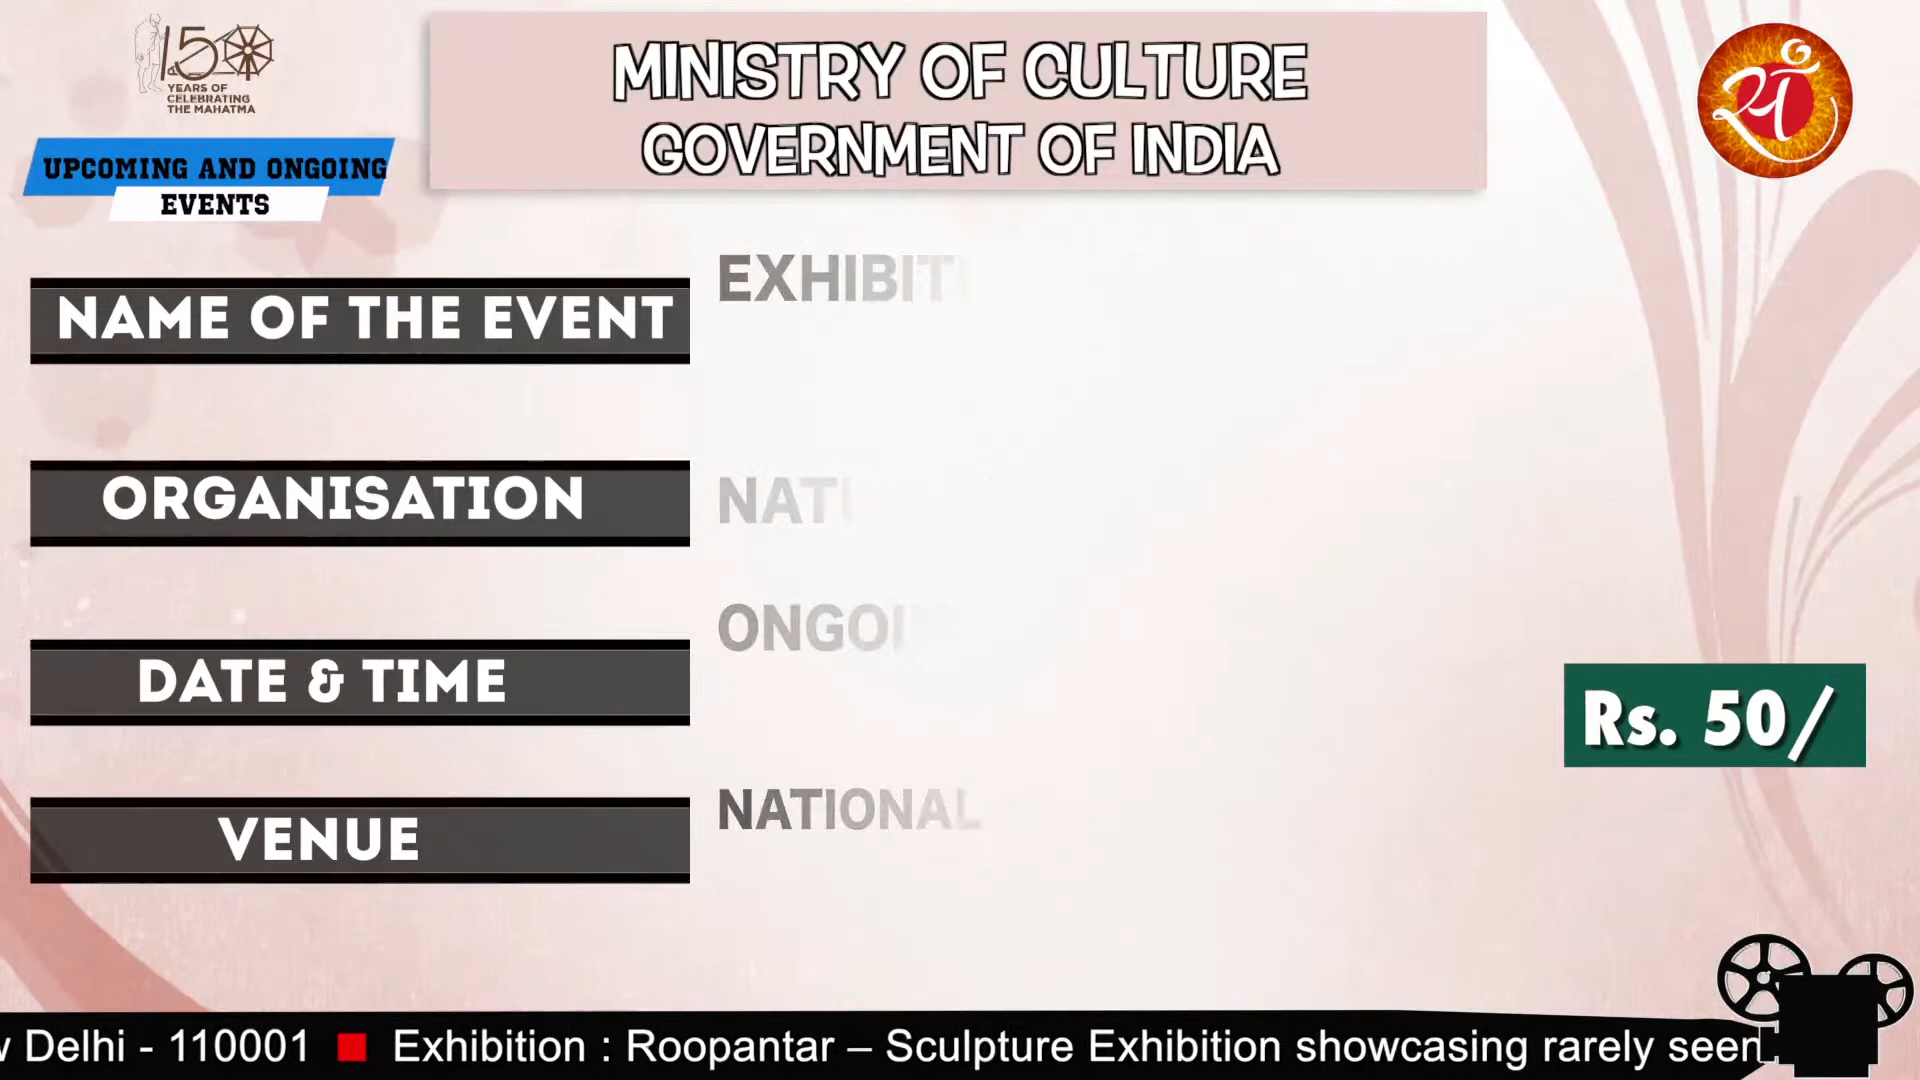 150
YEARS OF
CELEBRATING
THE MAHATMA
MINISTRY OF CULTURE
GOVERNMENT OF INDIA
सं
UPCOMING AND ONGOING
EVENTS
NAME OF THE EVENT
EXHIBIT
ORGANISATION
NAT
DATE & TIME
ONGOI
Rs. 50/
VENUE
NATIONAL
Delhi - 110001 ■ Exhibition : Roopantar – Sculpture Exhibition showcasing rarely seen